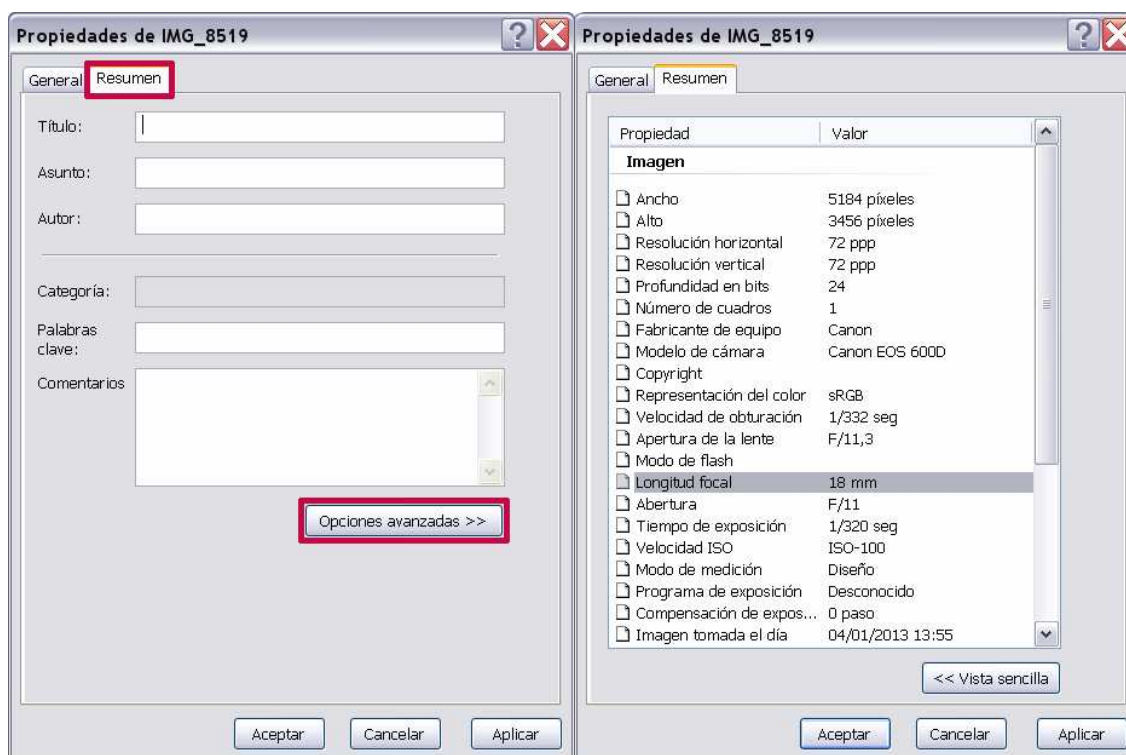 Propiedades de IMG_8519
General Resumen
Título:
Asunto:
Autor:
Categoría:
Palabras
clave:
Comentarios
Opciones avanzadas >>
Aceptar Cancelar Aplicar
Propiedades de IMG_8519
General Resumen
Propiedad Valor
Imagen
Ancho 5184 píxeles
Alto 3456 píxeles
Resolución horizontal 72 ppp
Resolución vertical 72 ppp
Profundidad en bits 24
Número de cuadros 1
Fabricante de equipo Canon
Modelo de cámara Canon EOS 600D
Copyright
Representación del color sRGB
Velocidad de obturación 1/332 seg
Apertura de la lente F/11,3
Modo de flash
Longitud focal 18 mm
Abertura F/11
Tiempo de exposición 1/320 seg
Velocidad ISO ISO-100
Modo de medición Diseño
Programa de exposición Desconocido
Compensación de expos... 0 paso
Imagen tomada el día 04/01/2013 13:55
<< Vista sencilla
Aceptar Cancelar Aplicar